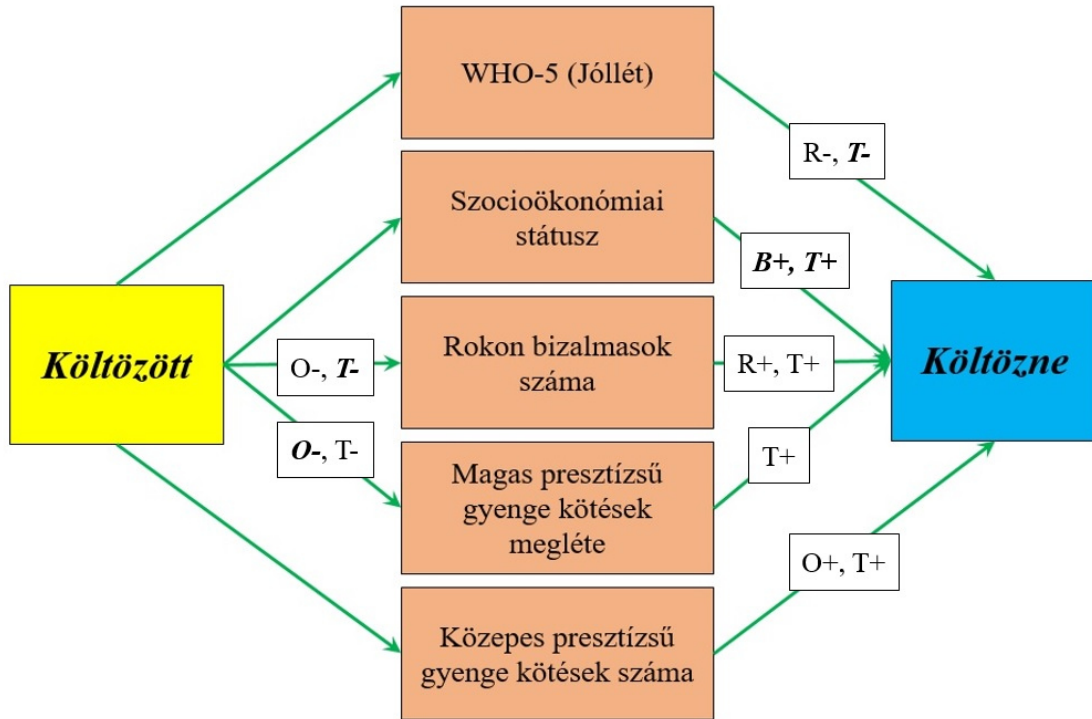 WHO-5 (Jóllét)
R-, T-
Szocioökonómiai
státusz
B+, T+
Költözött
O-, T-
Rokon bizalmasok
száma
R+, T+
Költözne
O-, T-
Magas presztízsű
gyenge kötések
megléte
T+
O+, T+
Közepes presztízsű
gyenge kötések száma